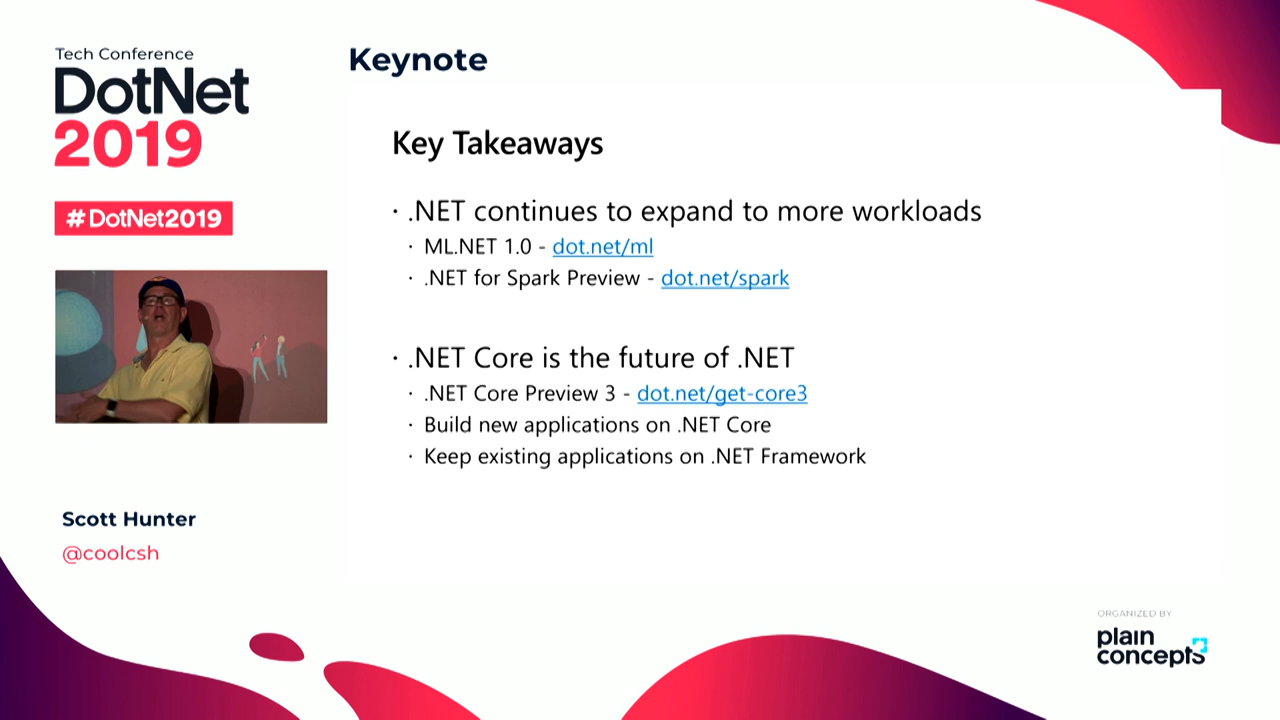 Tech Conference
DotNet
2019
#DotNet2019
Scott Hunter
@coolcsh
Keynote
Key Takeaways
· .NET continues to expand to more workloads
· ML.NET 1.0 - dot.net/ml
· .NET for Spark Preview - dot.net/spark
· .NET Core is the future of .NET
· .NET Core Preview 3 - dot.net/get-core3
· Build new applications on .NET Core
· Keep existing applications on .NET Framework
ORGANIZED BY
plain
concepts